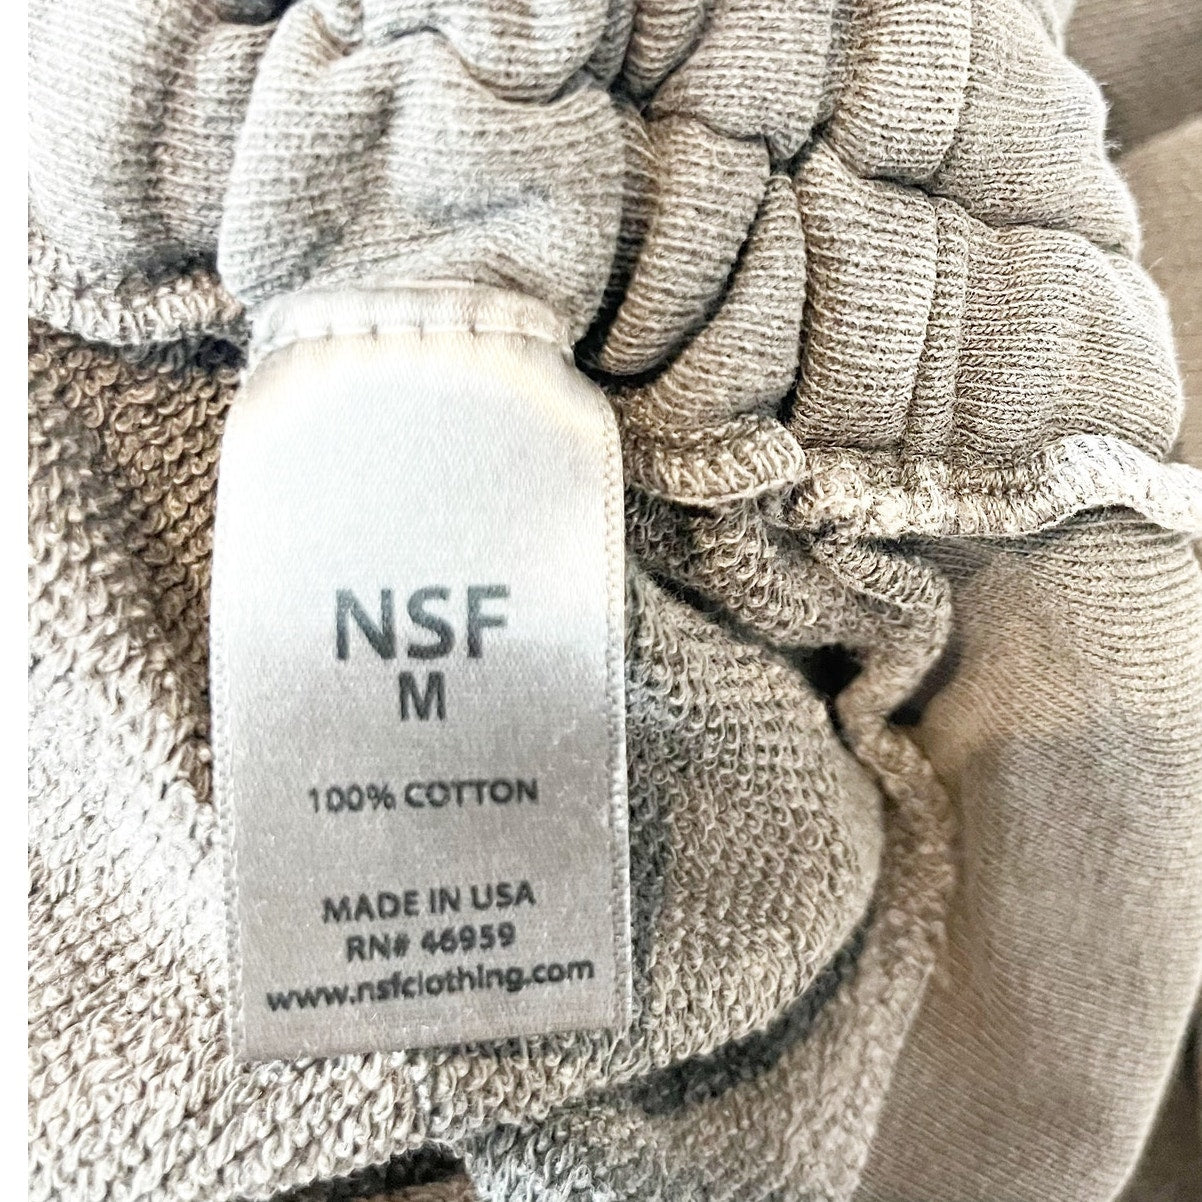 NSF
M
100% COTTON
MADE IN USA
RN# 46959
www.nsfclothing.com